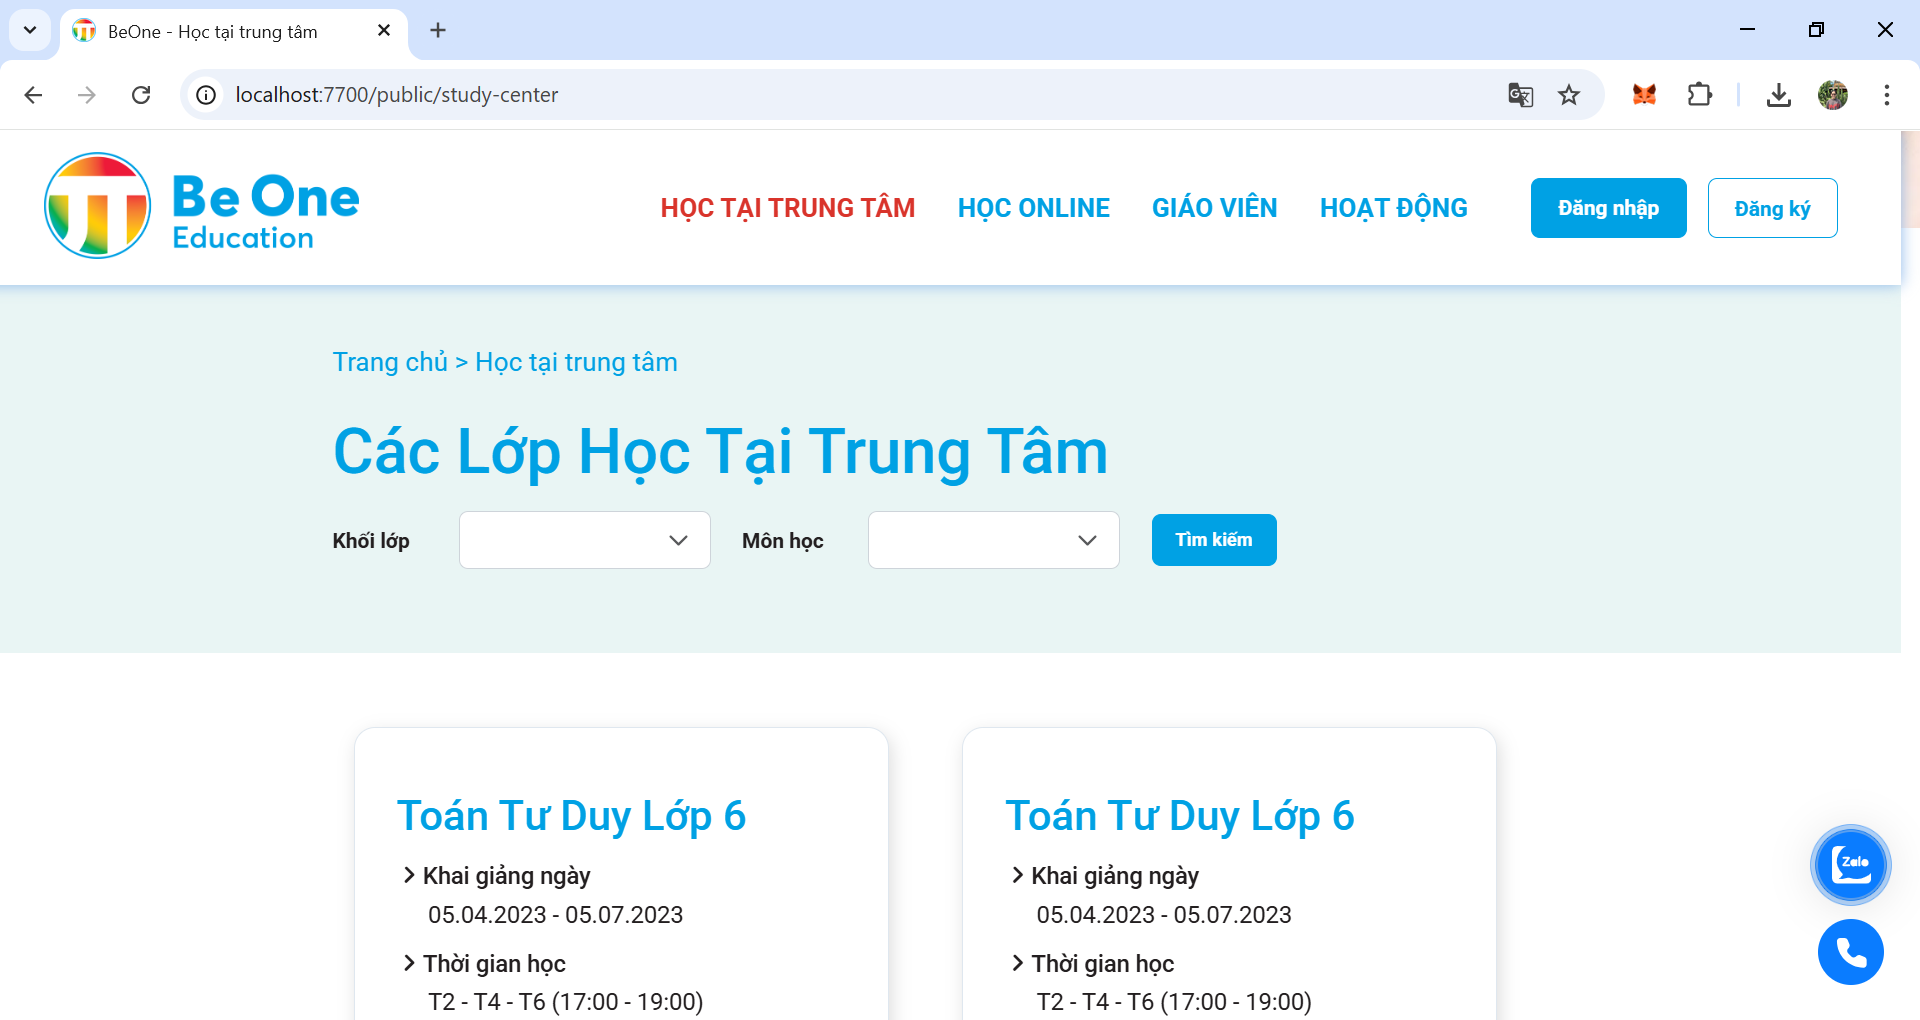 BeOne - Học tại trung tâm
localhost:7700/public/study-center
Be One
Education
HỌC TẠI TRUNG TÂM
HỌC ONLINE
GIÁO VIÊN
HOẠT ĐỘNG
Đăng nhập
Đăng ký
Trang chủ > Học tại trung tâm
Các Lớp Học Tại Trung Tâm
Khối lớp
Môn học
Tìm kiếm
Toán Tư Duy Lớp 6
Khai giảng ngày
05.04.2023 - 05.07.2023
Thời gian học
T2 - T4 - T6 (17:00 - 19:00)
Toán Tư Duy Lớp 6
Khai giảng ngày
05.04.2023 - 05.07.2023
Thời gian học
T2 - T4 - T6 (17:00 - 19:00)
Zalo